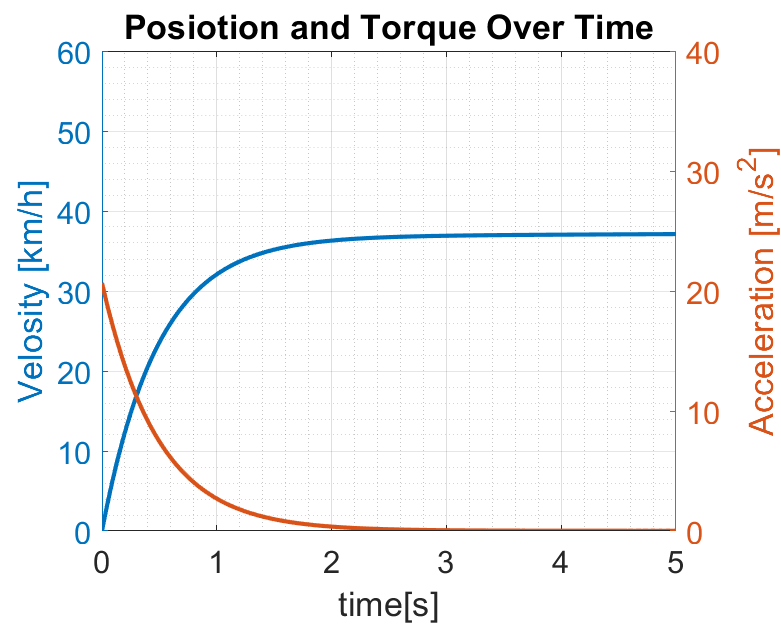 Posiotion and Torque Over Time
Velosity [km/h]
60
50
40
30
20
10
0
Acceleration [m/s²]
40
30
20
10
0
0 1 2 3 4 5
time[s]